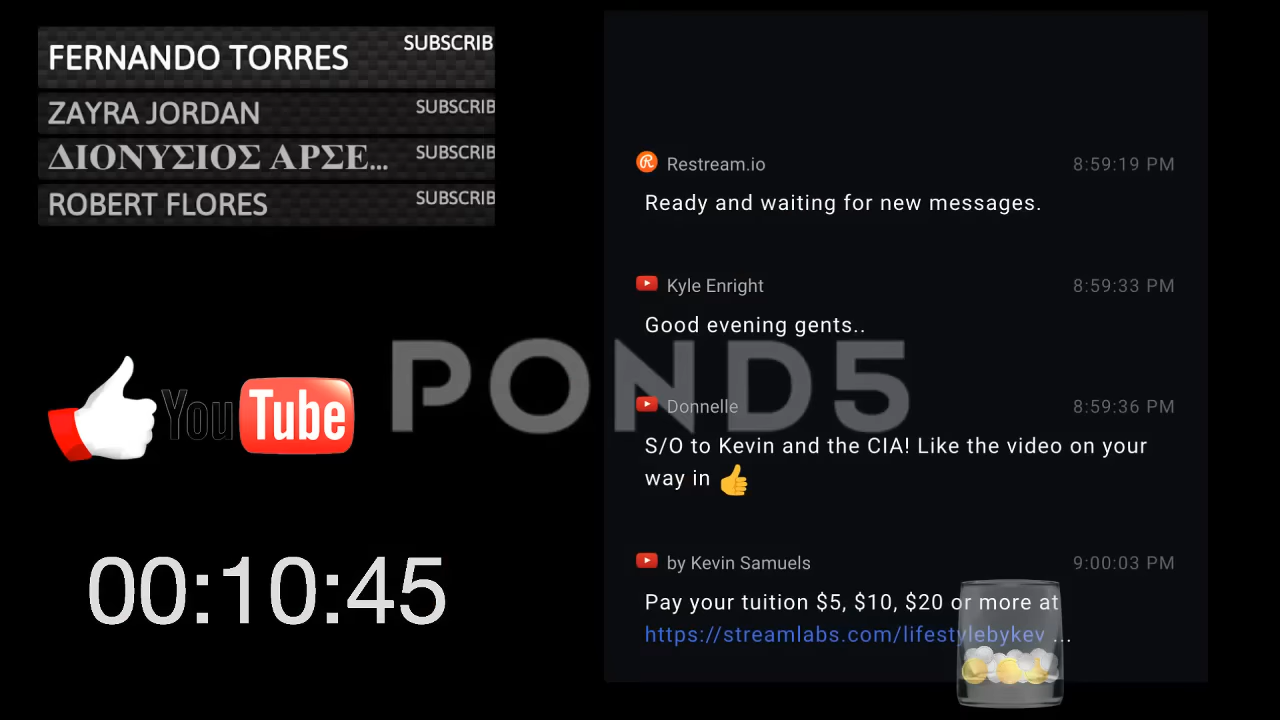 FERNANDO TORRES SUBSCRIB
ZAYRA JORDAN SUBSCRIB
ΔΙΟΝΥΣΙΟΣ ΑΡΣΕ... SUBSCRIB
ROBERT FLORES SUBSCRIB
YouTube
00:10:45
Restream.io 8:59:19 PM
Ready and waiting for new messages.
Kyle Enright 8:59:33 PM
Good evening gents..
POND5
Donnelle 8:59:36 PM
S/O to Kevin and the CIA! Like the video on your
way in 👍
by Kevin Samuels 9:00:03 PM
Pay your tuition $5, $10, $20 or more at
https://streamlabs.com/lifestylebykev ...